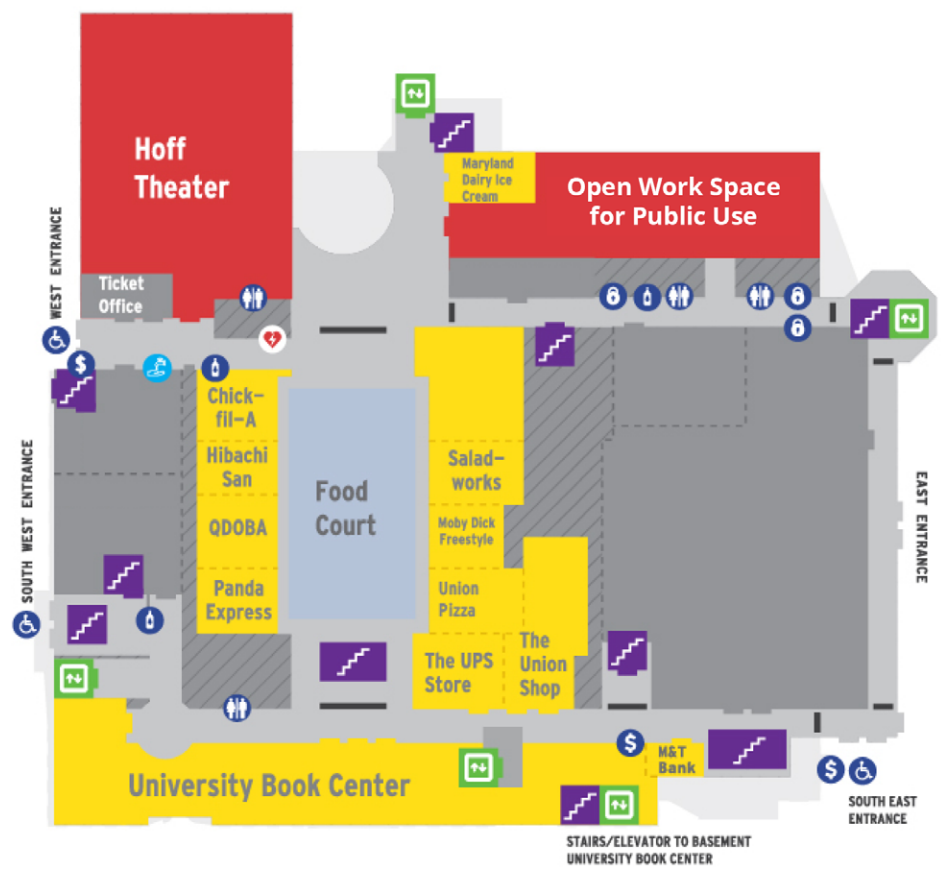 Hoff
Theater
Maryland
Dairy Ice
Cream
Open Work Space
for Public Use
WEST ENTRANCE
Ticket
Office
$
Chick-
fil-A
Hibachi
San
QDOBA
Panda
Express
Food
Court
Salad-
works
Moby Dick
Freestyle
Union
Pizza
The UPS
Store
The
Union
Shop
SOUTH WEST ENTRANCE
EAST ENTRANCE
University Book Center
$
M&T
Bank
$
SOUTH EAST
ENTRANCE
STAIRS/ELEVATOR TO BASEMENT
UNIVERSITY BOOK CENTER